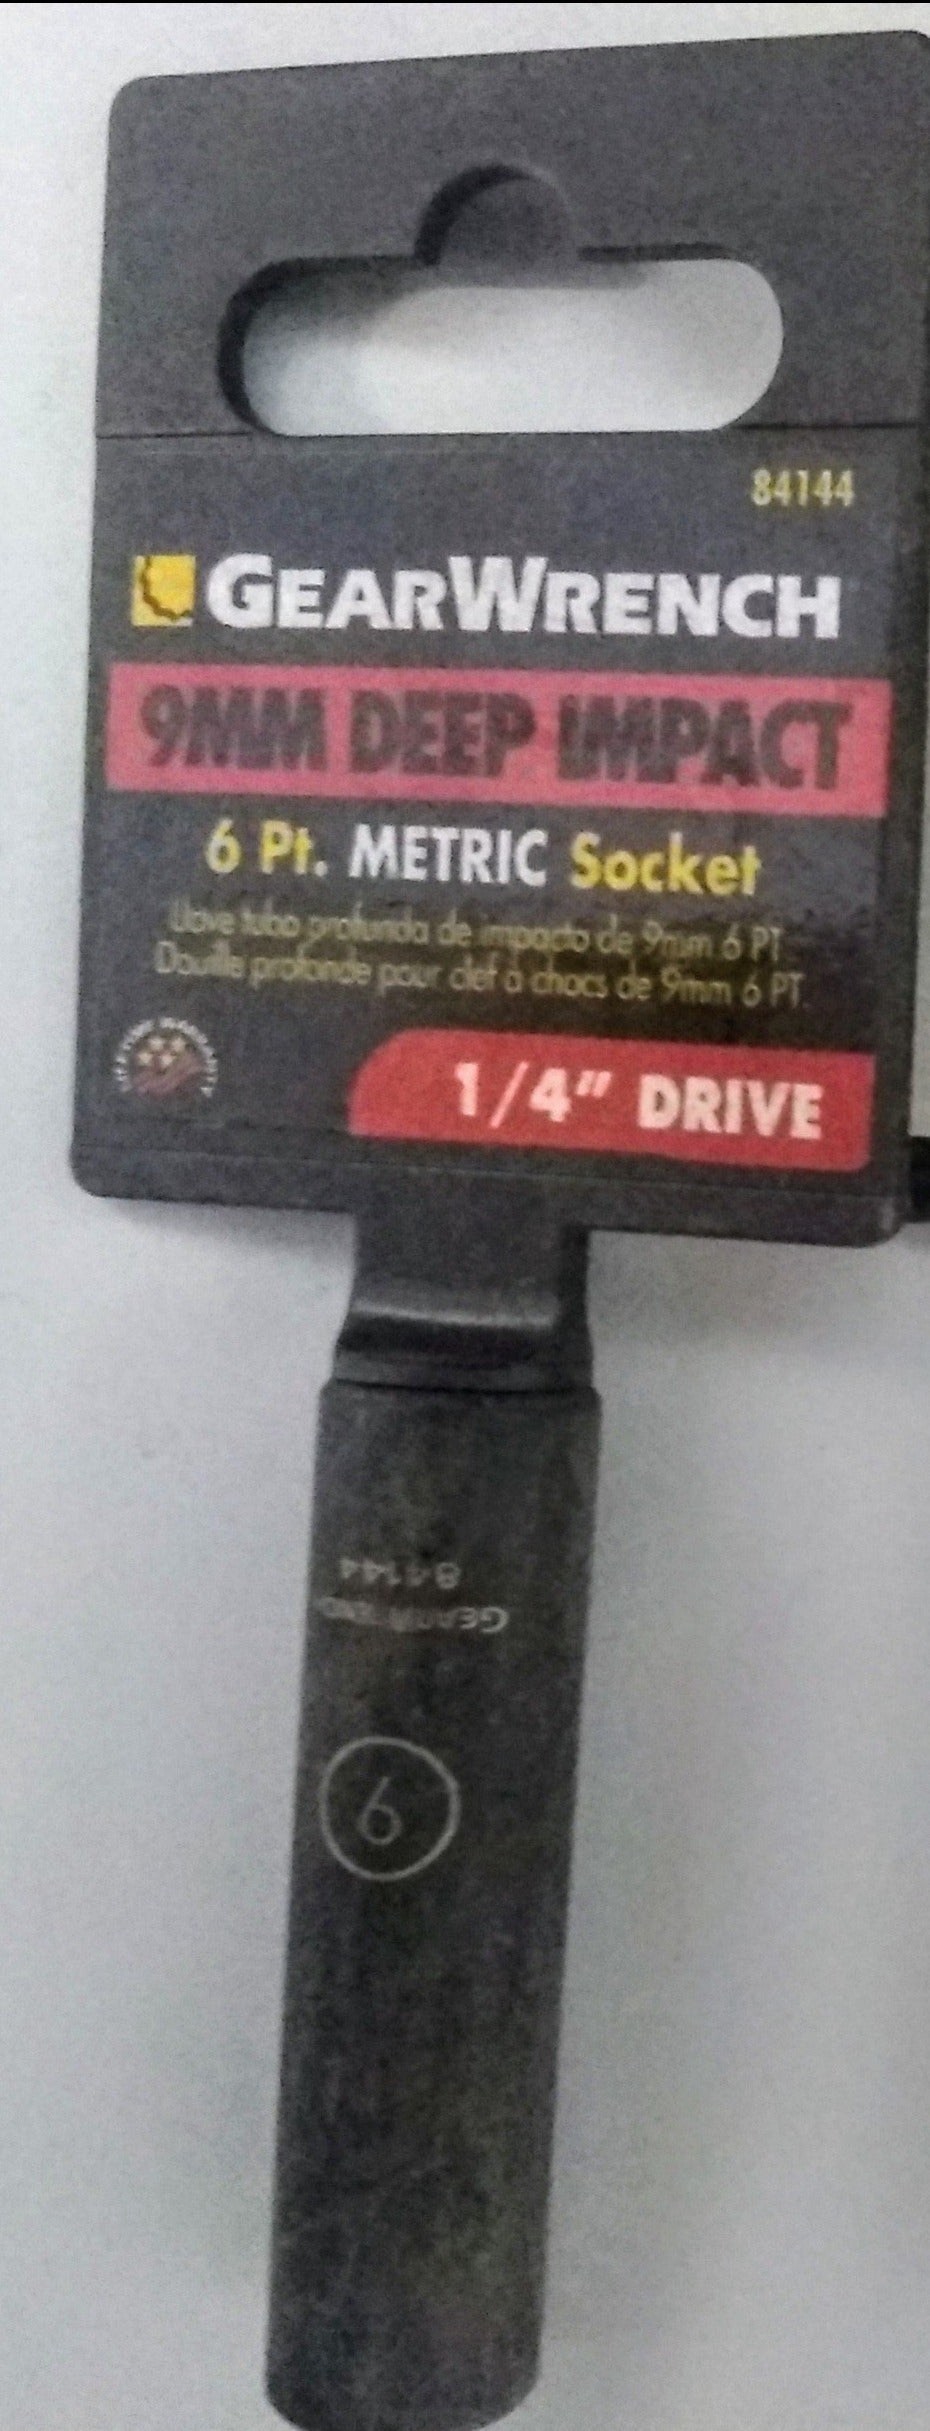 84144
GEARWRENCH
9MM DEEP IMPACT
6 Pt. METRIC Socket
Llave tubo profunda de impacto de 9mm 6 PT
Douille profonde pour clef à chocs de 9mm 6 PT
1/4" DRIVE
GEARWRENCH
84144
9